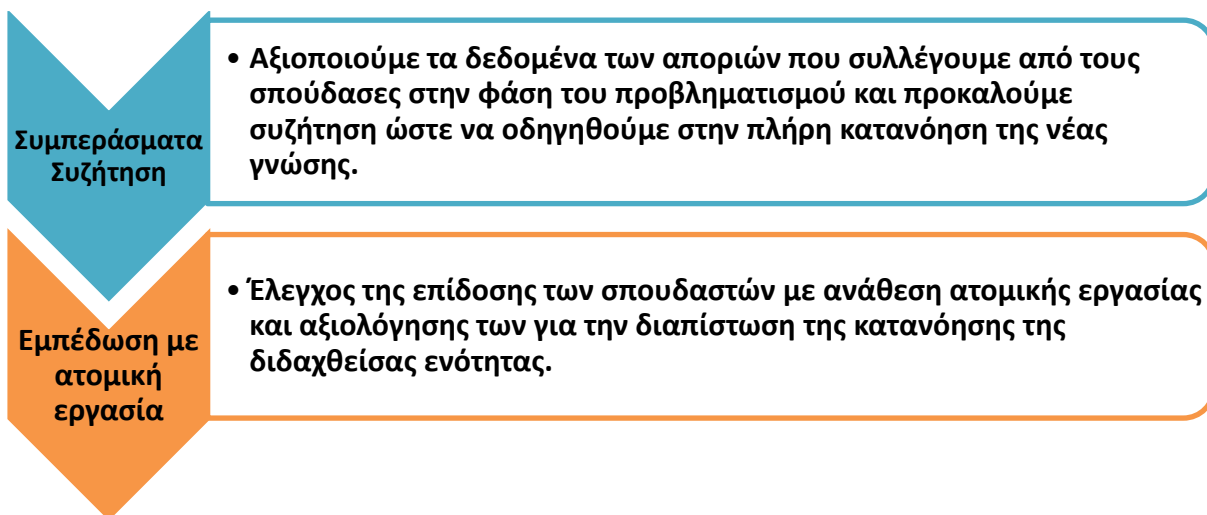 Συμπεράσματα
Συζήτηση
• Αξιοποιούμε τα δεδομένα των αποριών που συλλέγουμε από τους
σπούδασες στην φάση του προβληματισμού και προκαλούμε
συζήτηση ώστε να οδηγηθούμε στην πλήρη κατανόηση της νέας
γνώσης.
Εμπέδωση με
ατομική
εργασία
• Έλεγχος της επίδοσης των σπουδαστών με ανάθεση ατομικής εργασίας
και αξιολόγησης των για την διαπίστωση της κατανόησης της
διδαχθείσας ενότητας.